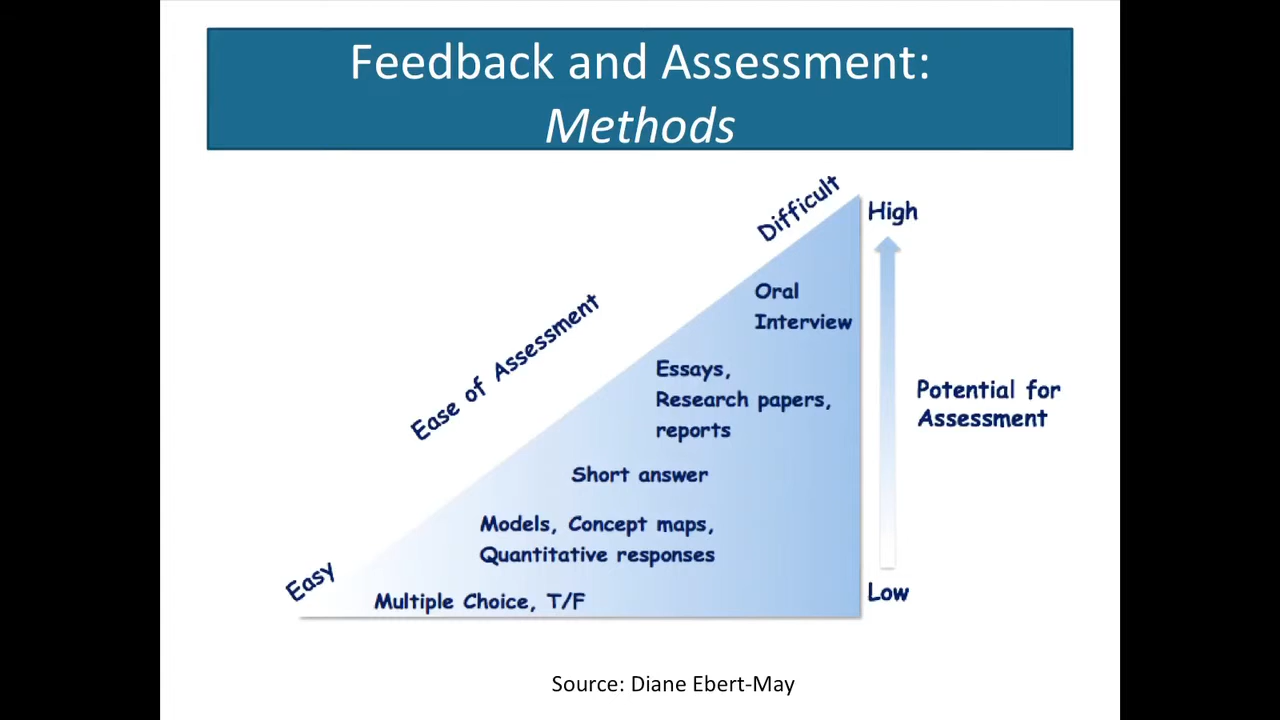 Feedback and Assessment:
Methods
Difficult
High
Oral
Interview
Ease of Assessment
Essays,
Research papers,
reports
Potential for
Assessment
Short answer
Models, Concept maps,
Quantitative responses
Easy
Multiple Choice, T/F
Low
Source: Diane Ebert-May